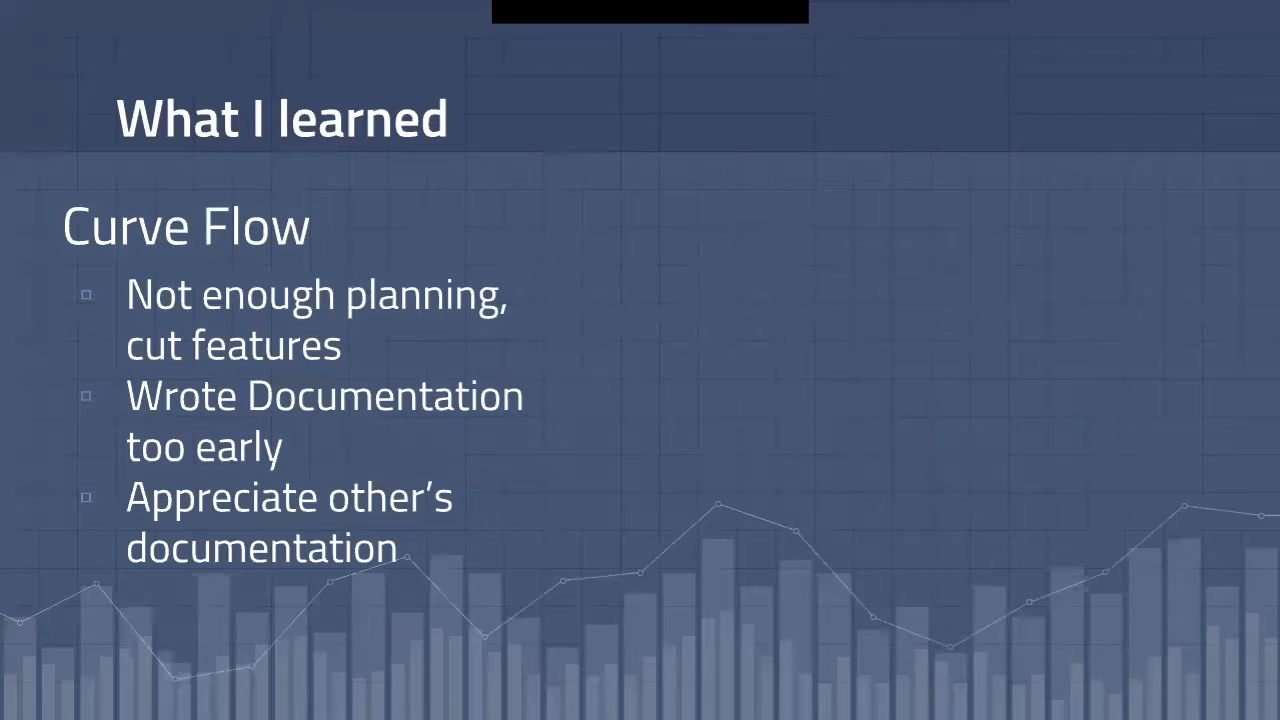 What I learned
Curve Flow
Not enough planning,
cut features
Wrote Documentation
too early
Appreciate other’s
documentation